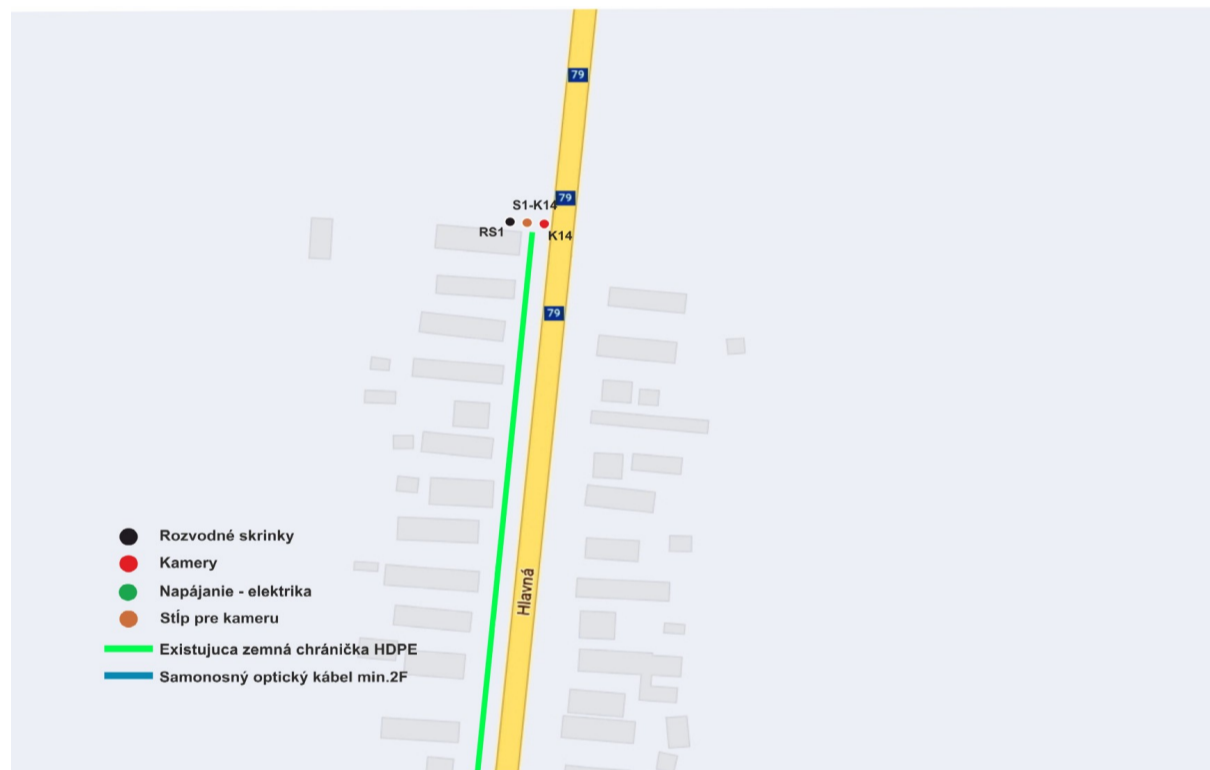 79
79
S1-K14
RS1
K14
79
Hlavná
Rozvodné skrinky
Kamery
Napájanie - elektrika
Stĺp pre kameru
Existujuca zemná chránička HDPE
Samonosný optický kábel min.2F